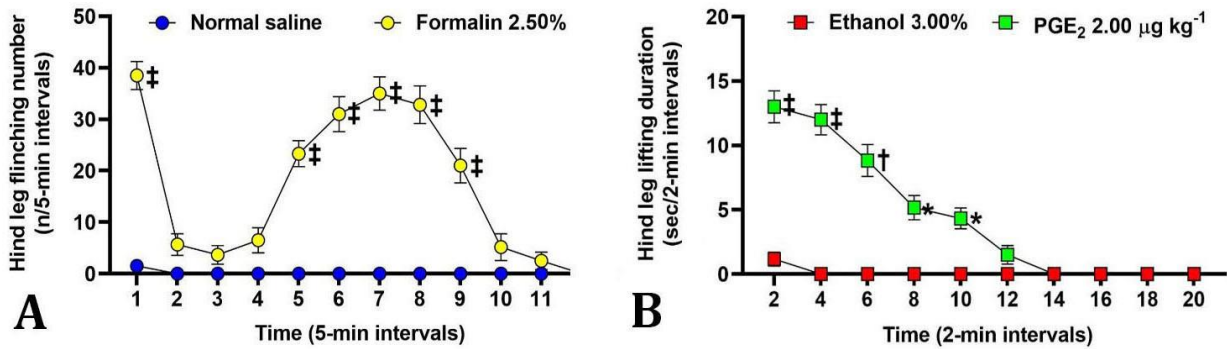 Normal saline
Formalin 2.50%
Hind leg flinching number
(n/5-min intervals)
50
40
30
20
10
0
‡
‡
‡
‡
‡
‡
1 2 3 4 5 6 7 8 9 10 11
Time (5-min intervals)
A
Ethanol 3.00%
PGE₂ 2.00 µg kg⁻¹
Hind leg lifting duration
(sec/2-min intervals)
20
15
10
5
0
‡
‡
†
*
*
2 4 6 8 10 12 14 16 18 20
Time (2-min intervals)
B